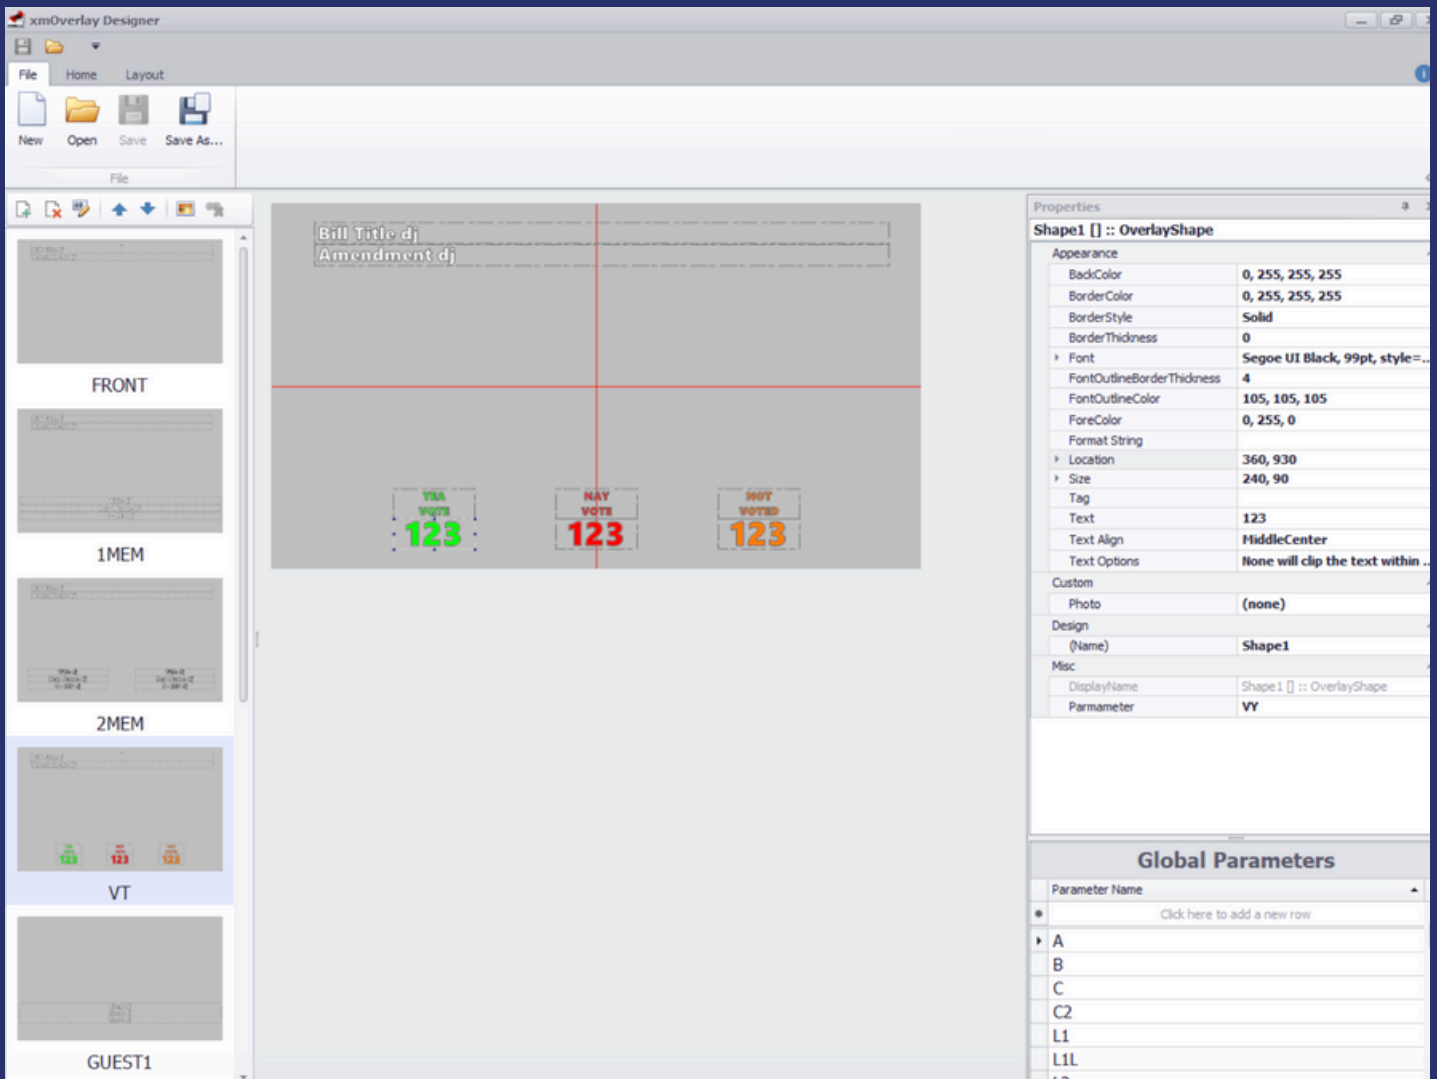 xmOverlay Designer
File Home Layout
New Open Save Save As...
File
FRONT
1MEM
2MEM
123 123 123
VT
GUEST1
Bill Title dj
Amendment dj
YEA NAY NOT
VOTE VOTE VOTED
123 123 123
Properties
Shape1 [] :: OverlayShape
Appearance
BackColor 0, 255, 255, 255
BorderColor 0, 255, 255, 255
BorderStyle Solid
BorderThickness 0
Font Segoe UI Black, 99pt, style=...
FontOutlineBorderThickness 4
FontOutlineColor 105, 105, 105
ForeColor 0, 255, 0
Format String
Location 360, 930
Size 240, 90
Tag
Text 123
Text Align MiddleCenter
Text Options None will clip the text within ...
Custom
Photo (none)
Design
(Name) Shape1
Misc
DisplayName Shape1 [] :: OverlayShape
Parmameter VY
Global Parameters
Parameter Name
Click here to add a new row
A
B
C
C2
L1
L1L